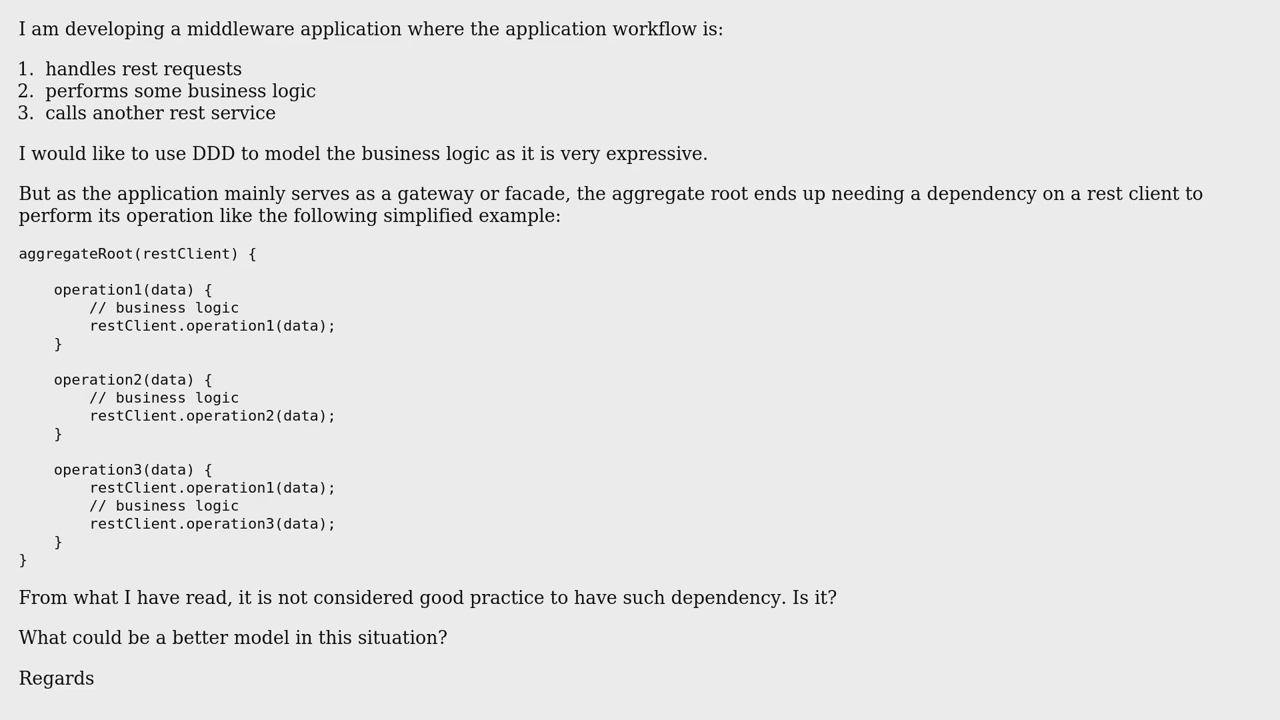 I am developing a middleware application where the application workflow is:
1. handles rest requests
2. performs some business logic
3. calls another rest service
I would like to use DDD to model the business logic as it is very expressive.
But as the application mainly serves as a gateway or facade, the aggregate root ends up needing a dependency on a rest client to
perform its operation like the following simplified example:
aggregateRoot(restClient) {
    operation1(data) {
        // business logic
        restClient.operation1(data);
    }
    operation2(data) {
        // business logic
        restClient.operation2(data);
    }
    operation3(data) {
        restClient.operation1(data);
        // business logic
        restClient.operation3(data);
    }
}
From what I have read, it is not considered good practice to have such dependency. Is it?
What could be a better model in this situation?
Regards